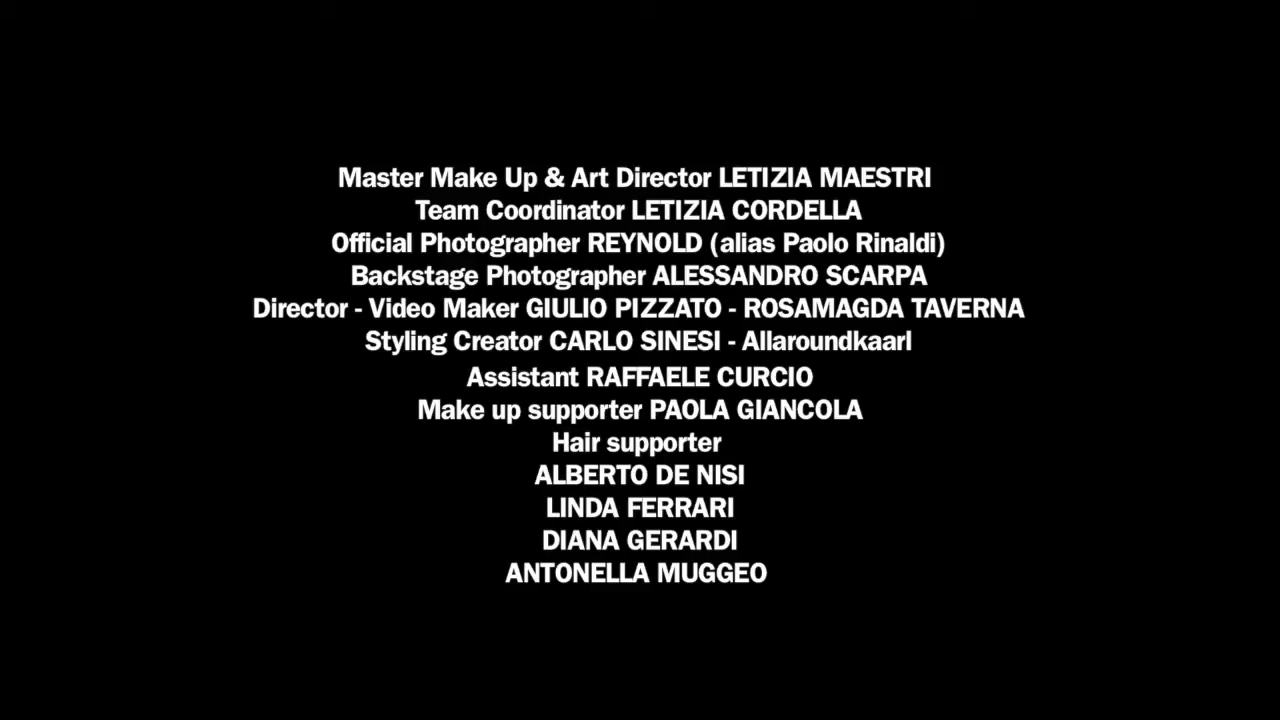 Master Make Up & Art Director LETIZIA MAESTRI
Team Coordinator LETIZIA CORDELLA
Official Photographer REYNOLD (alias Paolo Rinaldi)
Backstage Photographer ALESSANDRO SCARPA
Director - Video Maker GIULIO PIZZATO - ROSAMAGDA TAVERNA
Styling Creator CARLO SINESI - Allaroundkaarl
Assistant RAFFAELE CURCIO
Make up supporter PAOLA GIANCOLA
Hair supporter
ALBERTO DE NISI
LINDA FERRARI
DIANA GERARDI
ANTONELLA MUGGEO